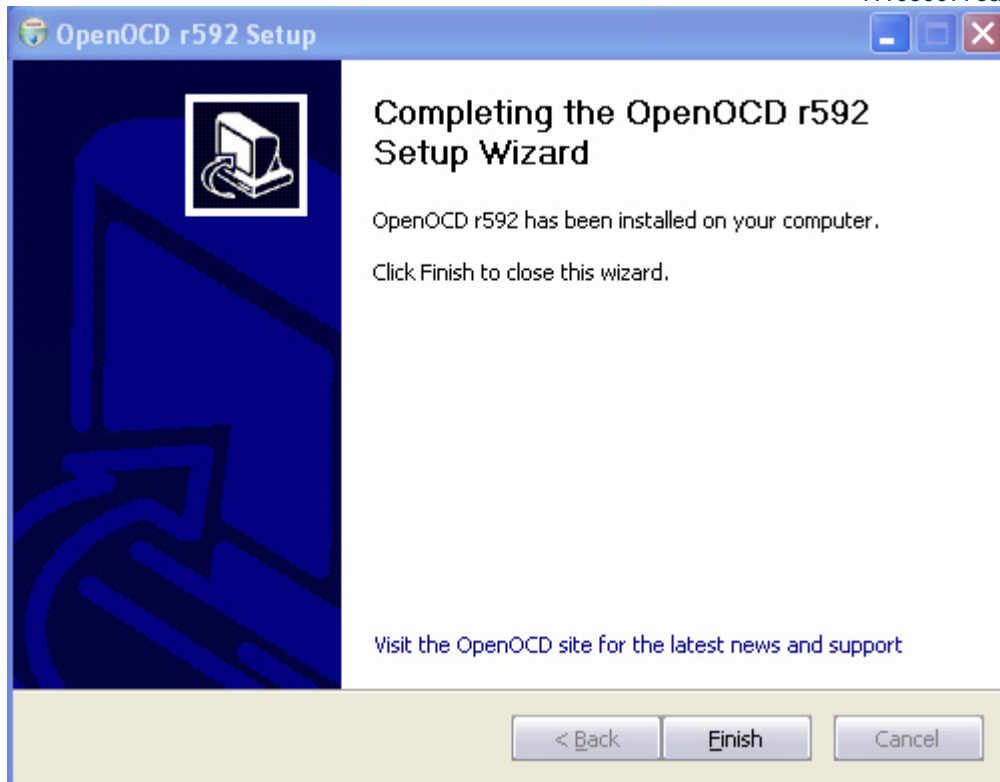 OpenOCD r592 Setup
Completing the OpenOCD r592
Setup Wizard
OpenOCD r592 has been installed on your computer.
Click Finish to close this wizard.
Visit the OpenOCD site for the latest news and support
< Back
Finish
Cancel